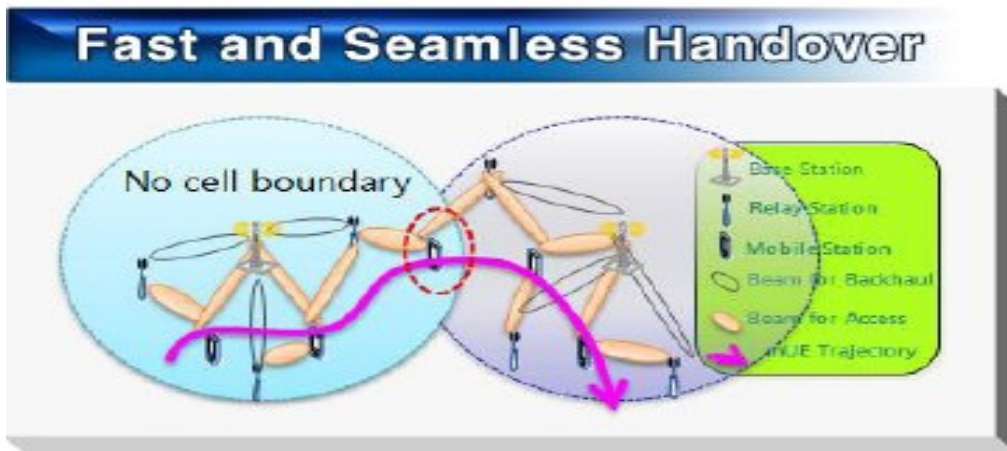 Fast and Seamless Handover
No cell boundary
Base Station
Relay Station
Mobile Station
Beam for Backhaul
Beam for Access
Trajectory